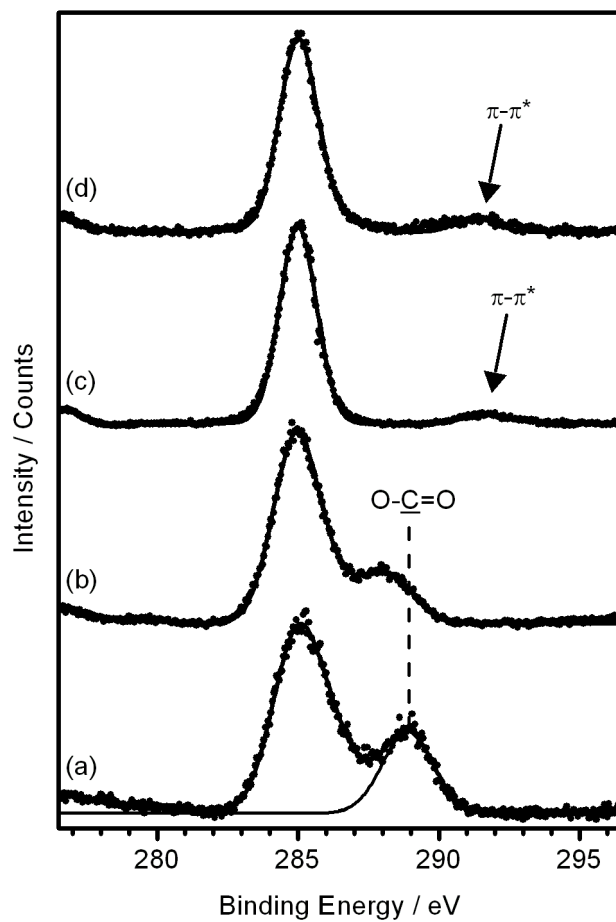 π-π*
(d)
π-π*
(c)
O-C=O
(b)
(a)
280 285 290 295
Binding Energy / eV
Intensity / Counts